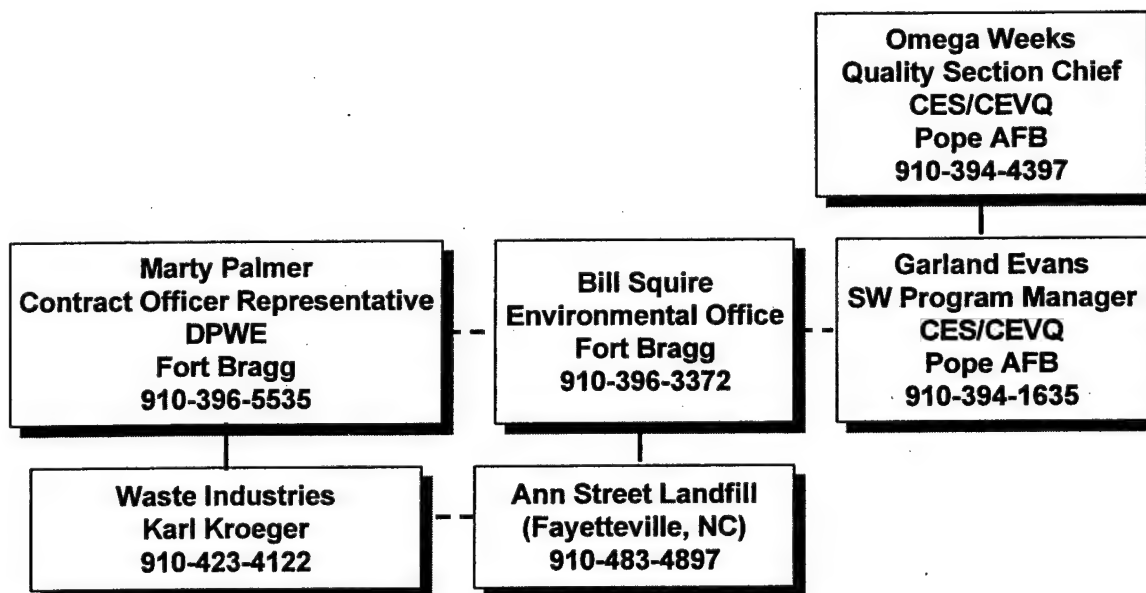 Omega Weeks
Quality Section Chief
CES/CEVQ
Pope AFB
910-394-4397
Marty Palmer
Contract Officer Representative
DPWE
Fort Bragg
910-396-5535
Bill Squire
Environmental Office
Fort Bragg
910-396-3372
Garland Evans
SW Program Manager
CES/CEVQ
Pope AFB
910-394-1635
Waste Industries
Karl Kroeger
910-423-4122
Ann Street Landfill
(Fayetteville, NC)
910-483-4897